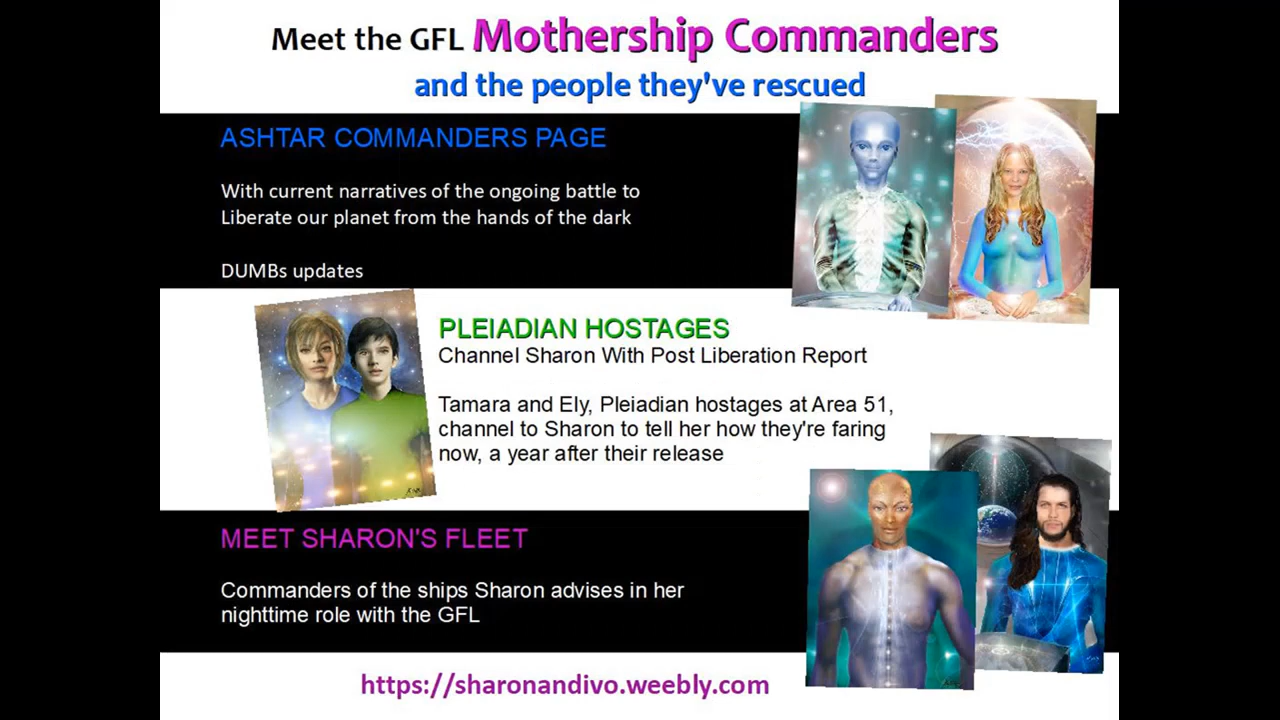 Meet the GFL Mothership Commanders
and the people they've rescued
ASHTAR COMMANDERS PAGE
With current narratives of the ongoing battle to
Liberate our planet from the hands of the dark
DUMBs updates
PLEIADIAN HOSTAGES
Channel Sharon With Post Liberation Report
Tamara and Ely, Pleiadian hostages at Area 51,
channel to Sharon to tell her how they're faring
now, a year after their release
MEET SHARON'S FLEET
Commanders of the ships Sharon advises in her
nighttime role with the GFL
https://sharonandivo.weebly.com